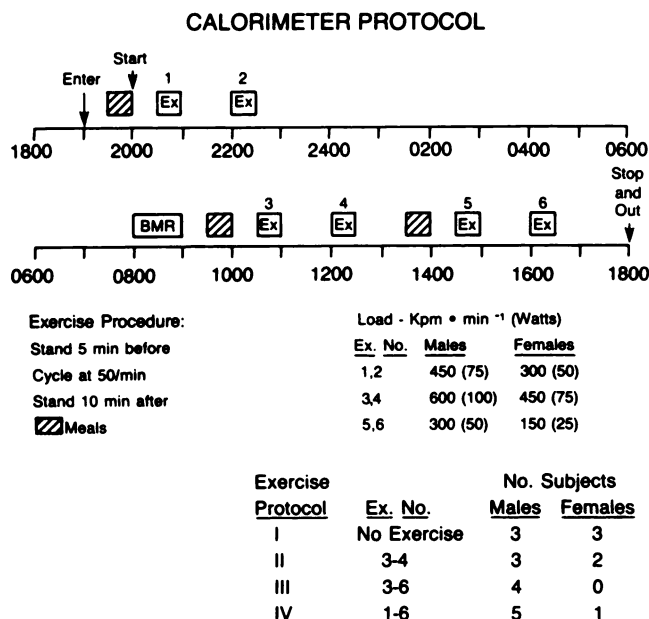 CALORIMETER PROTOCOL
Start
Enter
1 2
Ex Ex
1800 2000 2200 2400 0200 0400 0600
Stop
and
Out
3 4 5 6
BMR Ex Ex Ex Ex
0600 0800 1000 1200 1400 1600 1800
Exercise Procedure:
Stand 5 min before
Cycle at 50/min
Stand 10 min after
Meals
Load - Kpm • min ⁻¹ (Watts)
Ex. No. Males Females
1,2 450 (75) 300 (50)
3,4 600 (100) 450 (75)
5,6 300 (50) 150 (25)
Exercise No. Subjects
Protocol Ex. No. Males Females
I No Exercise 3 3
II 3-4 3 2
III 3-6 4 0
IV 1-6 5 1